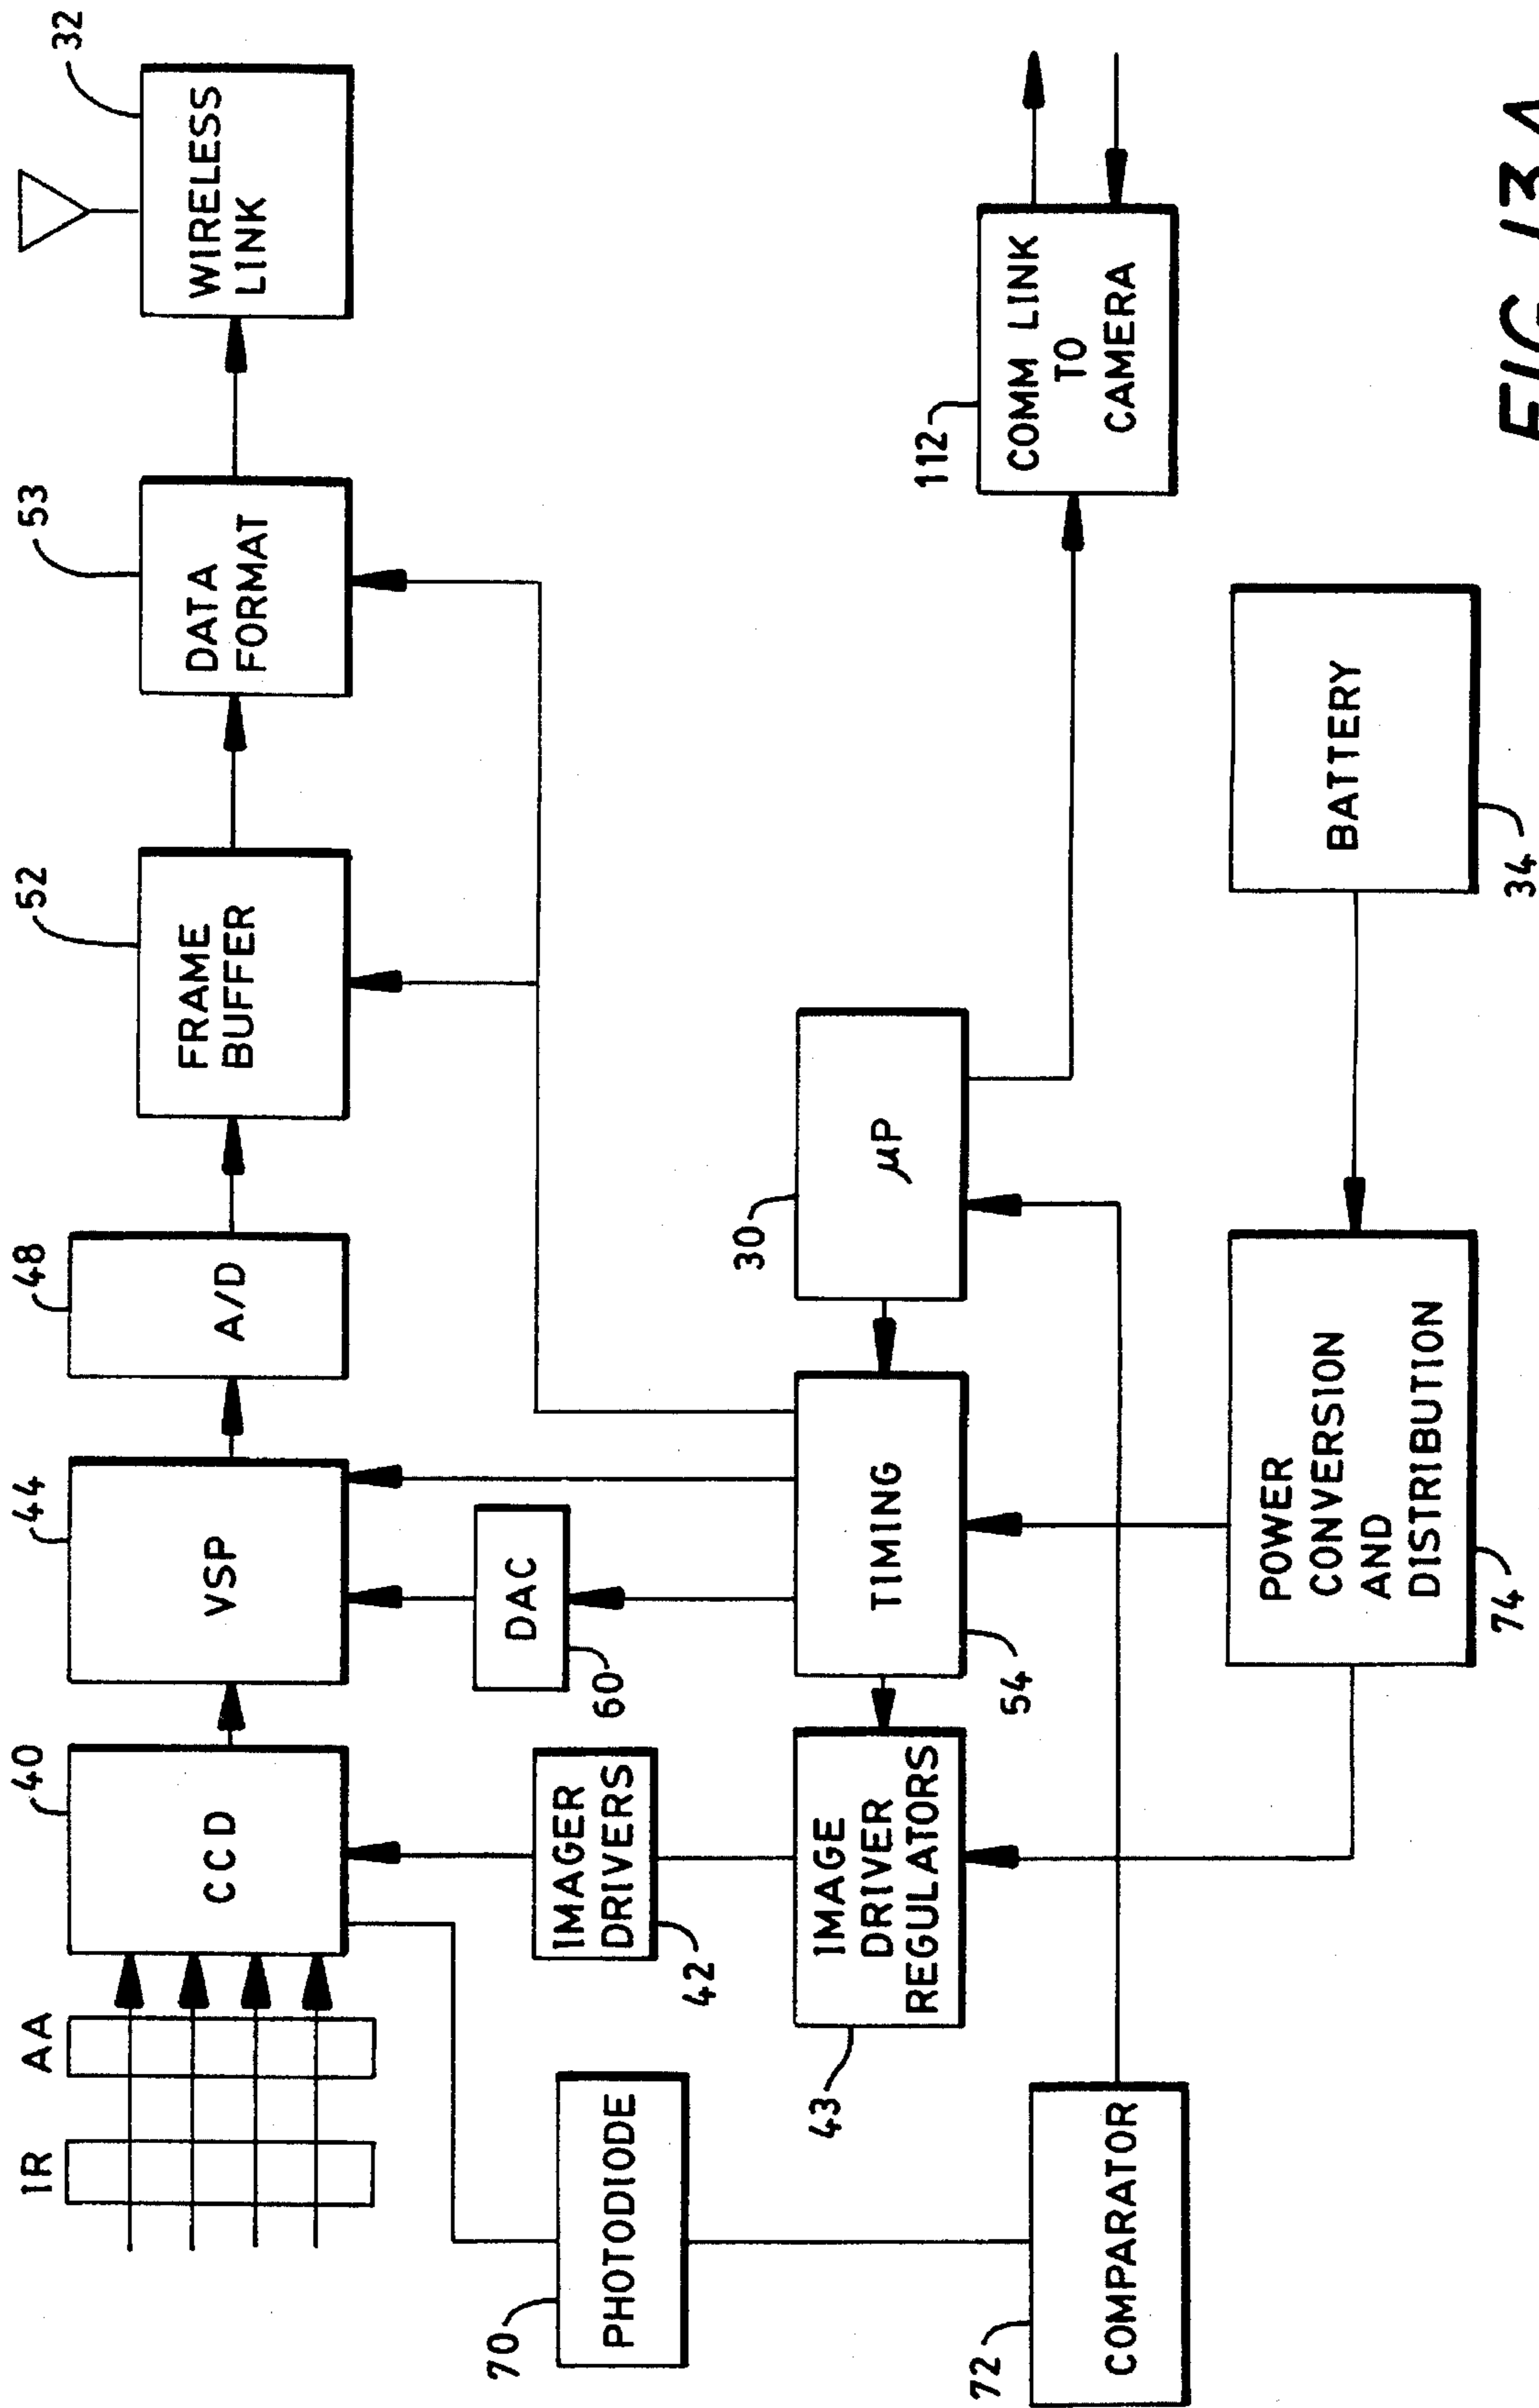 IR
AA
40
CCD
44
VSP
48
A/D
52
FRAME
BUFFER
53
DATA
FORMAT
32
WIRELESS
LINK
70
PHOTODIODE
42
IMAGER
DRIVERS
60
DAC
43
IMAGE
DRIVER
REGULATORS
54
TIMING
30
μP
112
COMM LINK
TO
CAMERA
72
COMPARATOR
74
POWER
CONVERSION
AND
DISTRIBUTION
34
BATTERY
FIG. 13A